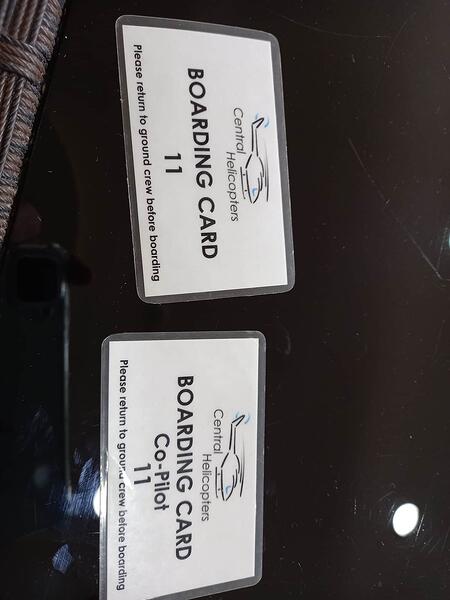 Central Helicopters
BOARDING CARD
11
Please return to ground crew before boarding
Central Helicopters
BOARDING CARD
Co-Pilot
11
Please return to ground crew before boarding